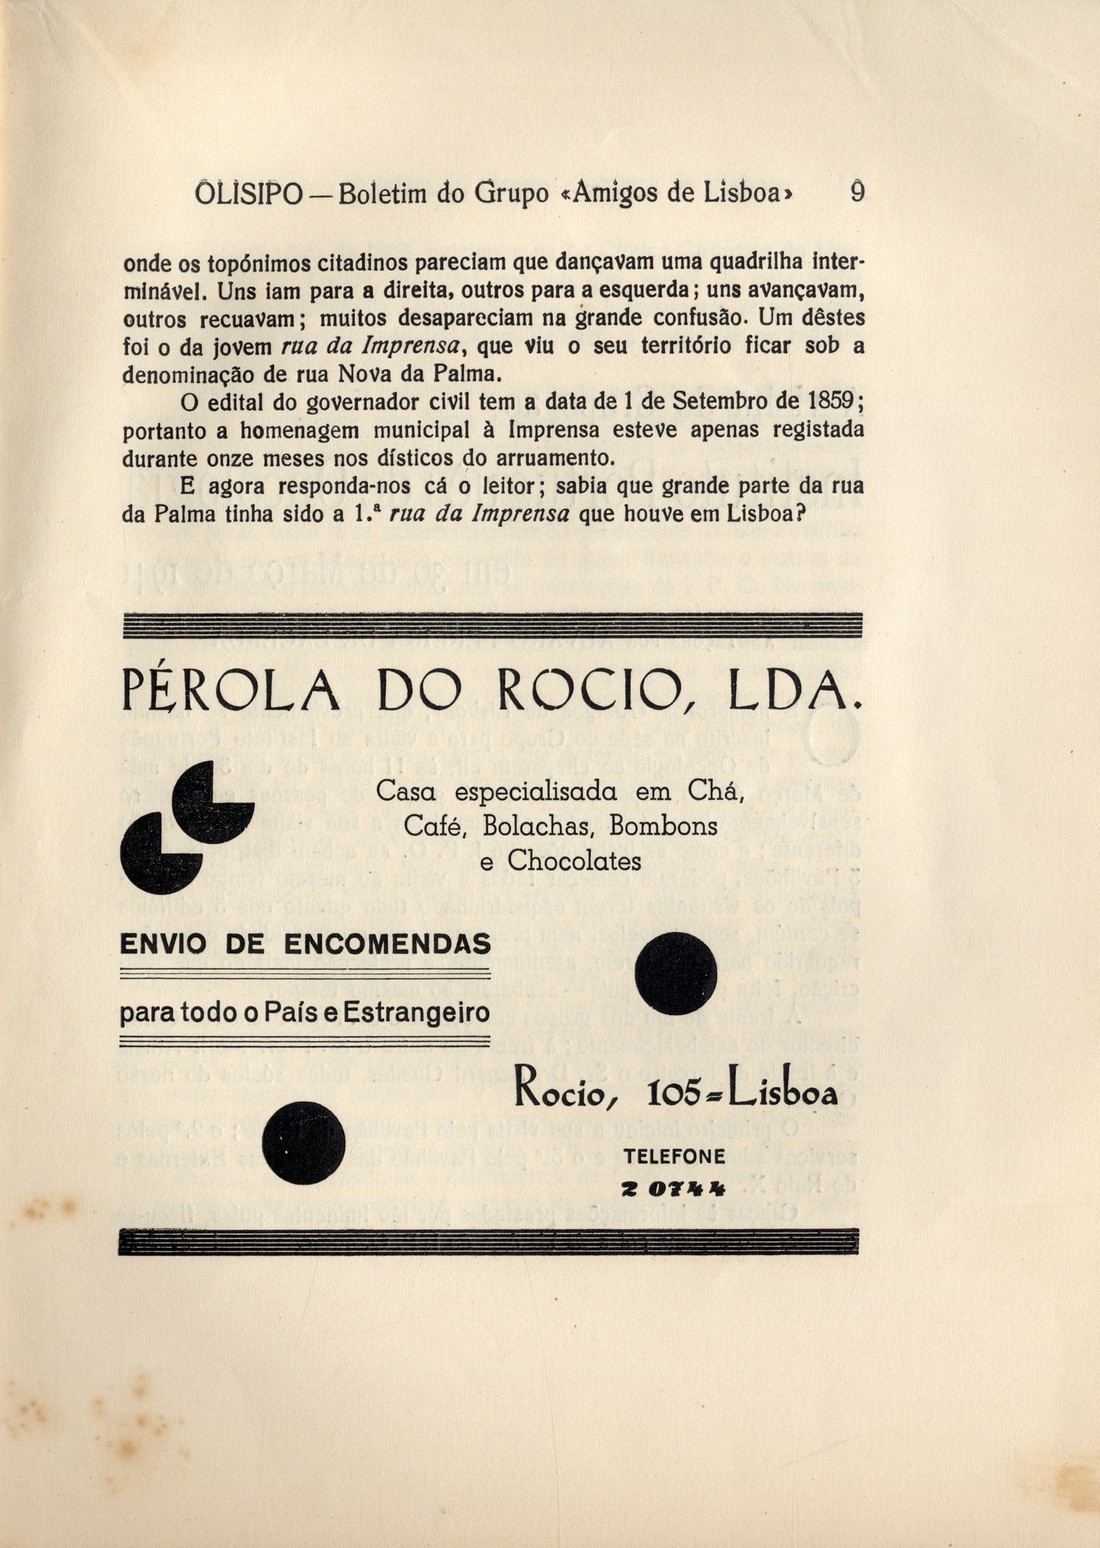 OLISIPO — Boletim do Grupo «Amigos de Lisboa» 9
onde os topónimos citadinos pareciam que dançavam uma quadrilha inter-
minável. Uns iam para a direita, outros para a esquerda; uns avançavam,
outros recuavam; muitos desapareciam na grande confusão. Um dêstes
foi o da jovem rua da Imprensa, que viu o seu território ficar sob a
denominação de rua Nova da Palma.
O edital do governador civil tem a data de 1 de Setembro de 1859;
portanto a homenagem municipal à Imprensa esteve apenas registada
durante onze meses nos dísticos do arruamento.
E agora responda-nos cá o leitor; sabia que grande parte da rua
da Palma tinha sido a 1.ª rua da Imprensa que houve em Lisboa?
PÉROLA DO ROCIO, LDA.
Casa especialisada em Chá,
Café, Bolachas, Bombons
e Chocolates
ENVIO DE ENCOMENDAS
para todo o País e Estrangeiro
Rocio, 105=Lisboa
TELEFONE
2 0744